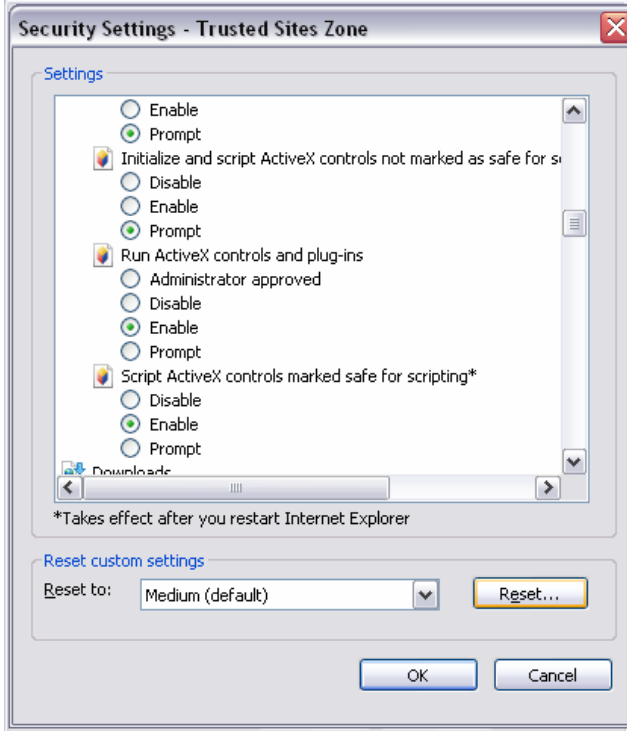 Security Settings - Trusted Sites Zone
Settings
Enable
Prompt
Initialize and script ActiveX controls not marked as safe for s
Disable
Enable
Prompt
Run ActiveX controls and plug-ins
Administrator approved
Disable
Enable
Prompt
Script ActiveX controls marked safe for scripting*
Disable
Enable
Prompt
Downloads
*Takes effect after you restart Internet Explorer
Reset custom settings
Reset to:
Medium (default)
Reset...
OK
Cancel